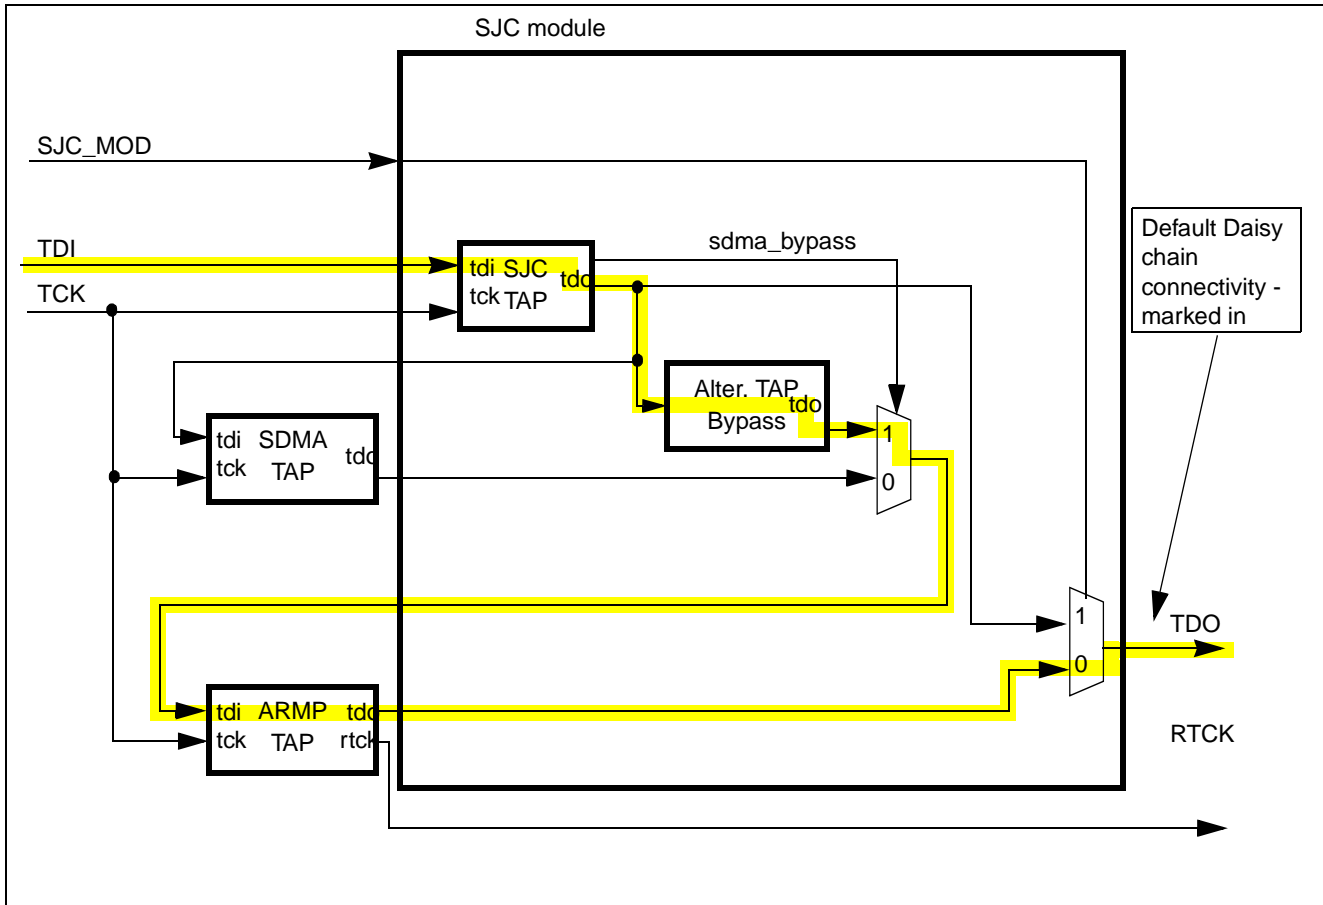 SJC module
SJC_MOD
TDI
TCK
sdma_bypass
tdi SJC tdo
tck TAP
Default Daisy
chain
connectivity -
marked in
Alter. TAP tdo
Bypass
1
0
tdi SDMA tdo
tck TAP
1
0
TDO
tdi ARMP tdo
tck TAP rtck
RTCK